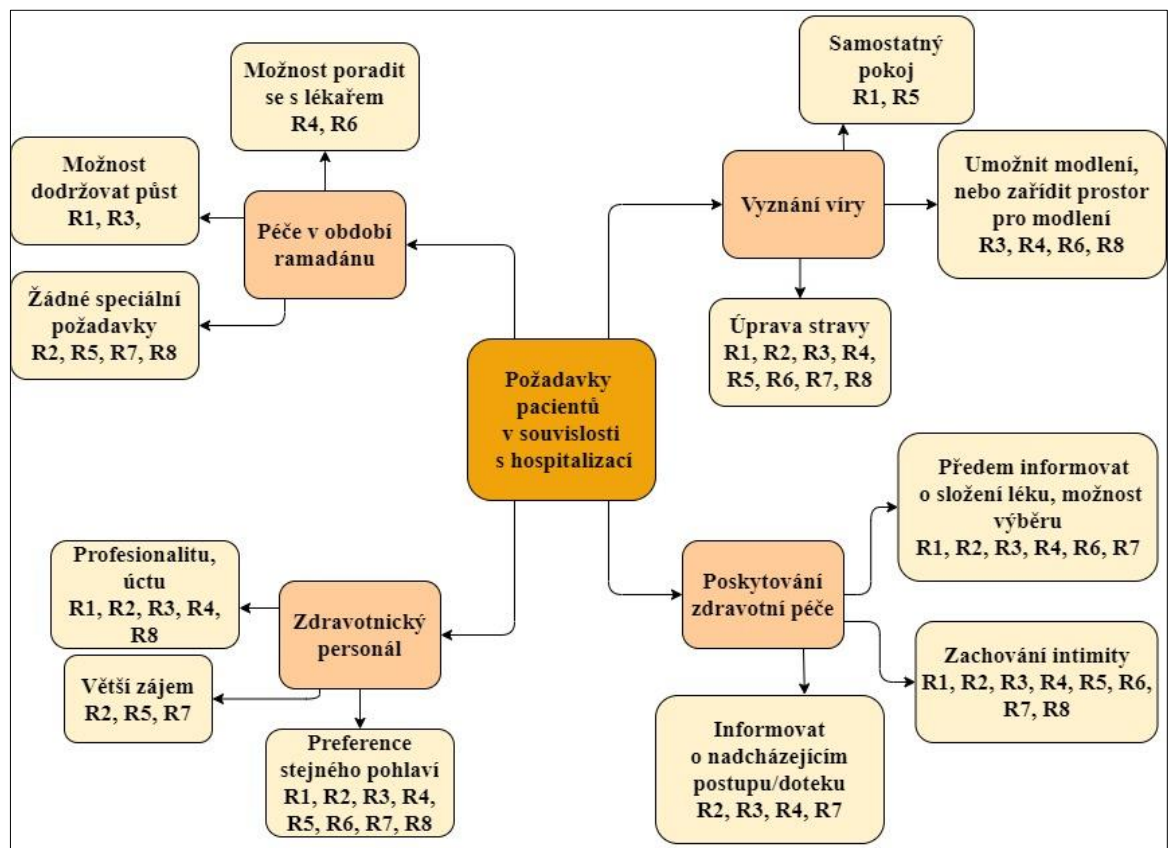 Možnost poradit
se s lékařem
R4, R6
Samostatný
pokoj
R1, R5
Možnost
dodržovat půst
R1, R3,
Péče v období
ramadánu
Vyznání víry
Umožnit modlení,
nebo zařídit prostor
pro modlení
R3, R4, R6, R8
Žádné speciální
požadavky
R2, R5, R7, R8
Úprava stravy
R1, R2, R3, R4,
R5, R6, R7, R8
Požadavky
pacientů
v souvislosti
s hospitalizací
Předem informovat
o složení léku, možnost
výběru
R1, R2, R3, R4, R6, R7
Profesionalitu,
úctu
R1, R2, R3, R4,
R8
Zdravotnický
personál
Poskytování
zdravotní péče
Větší zájem
R2, R5, R7
Zachování intimity
R1, R2, R3, R4, R5, R6,
R7, R8
Preference
stejného pohlaví
R1, R2, R3, R4,
R5, R6, R7, R8
Informovat
o nadcházejícím
postupu/doteku
R2, R3, R4, R7